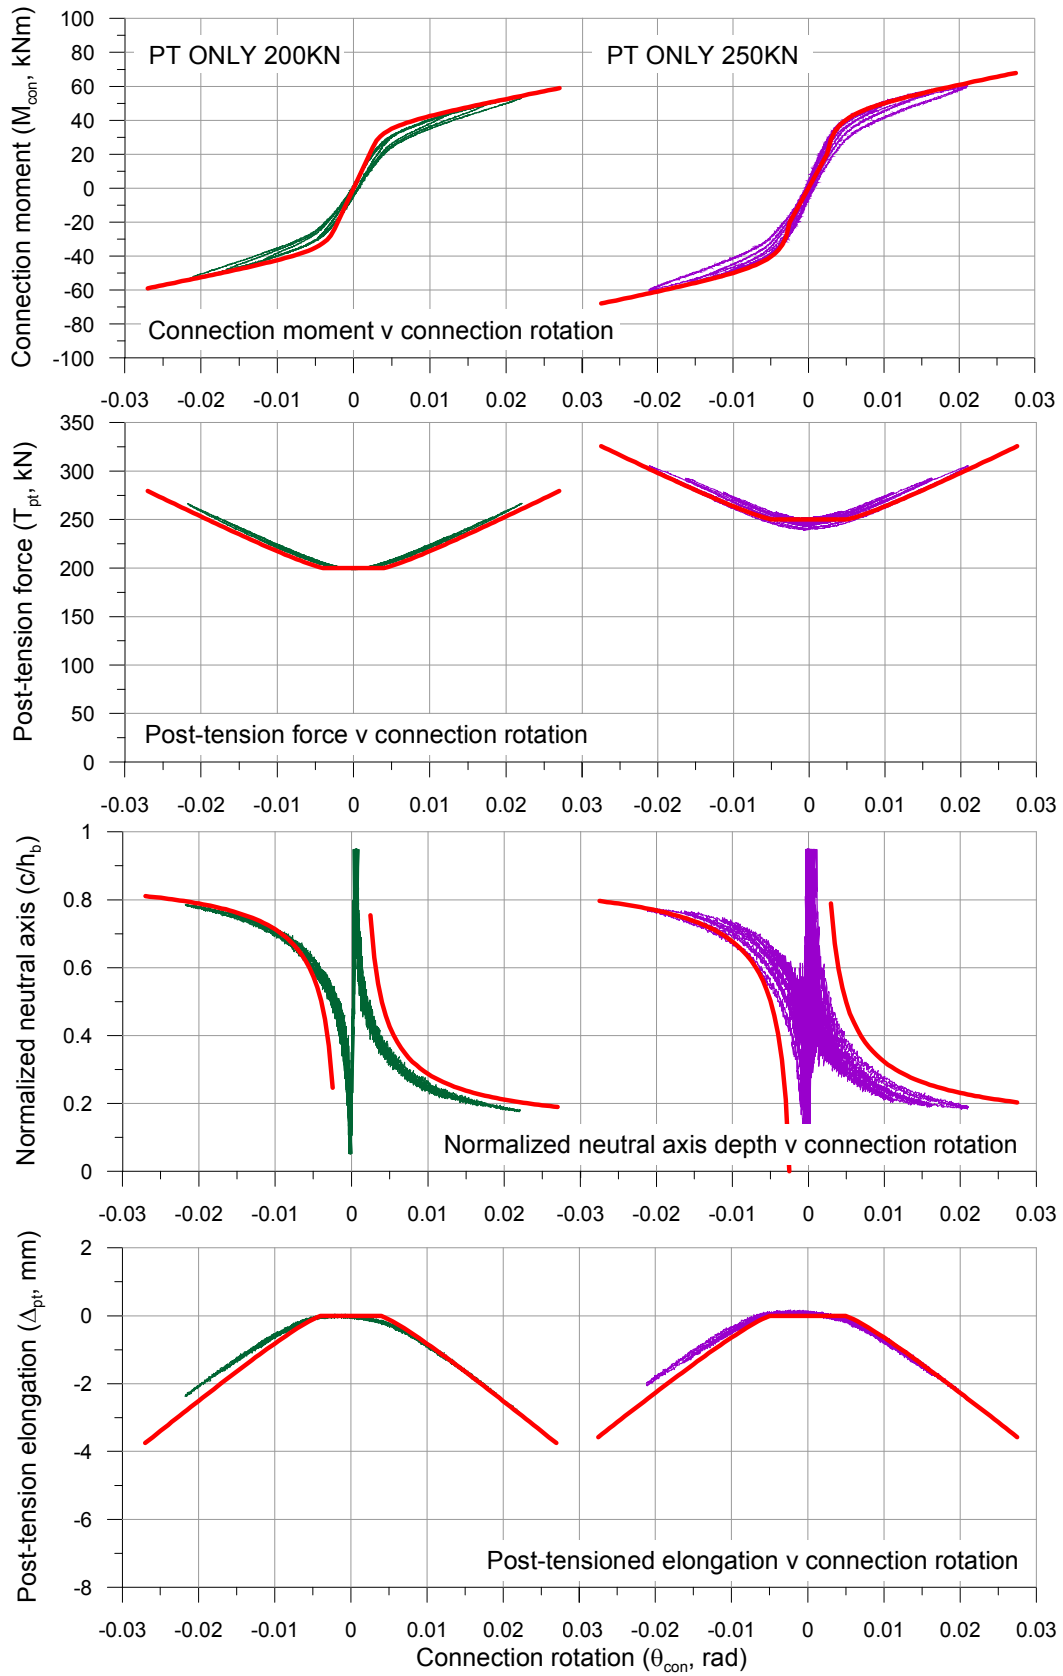 Connection moment (M_con, kNm)
100
80
60
40
20
0
-20
-40
-60
-80
-100
PT ONLY 200KN
PT ONLY 250KN
Connection moment v connection rotation
-0.03 -0.02 -0.01 0 0.01 0.02 0.03 -0.02 -0.01 0 0.01 0.02 0.03
Post-tension force (T_pt, kN)
350
300
250
200
150
100
50
0
Post-tension force v connection rotation
-0.03 -0.02 -0.01 0 0.01 0.02 0.03 -0.02 -0.01 0 0.01 0.02 0.03
Normalized neutral axis (c/h_b)
1
0.8
0.6
0.4
0.2
0
Normalized neutral axis depth v connection rotation
-0.03 -0.02 -0.01 0 0.01 0.02 -0.03 -0.02 -0.01 0 0.01 0.02 0.03
Post-tension elongation (Δ_pt, mm)
2
0
-2
-4
-6
-8
Post-tensioned elongation v connection rotation
-0.03 -0.02 -0.01 0 0.01 0.02 -0.03 -0.02 -0.01 0 0.01 0.02 0.03
Connection rotation (θ_con, rad)